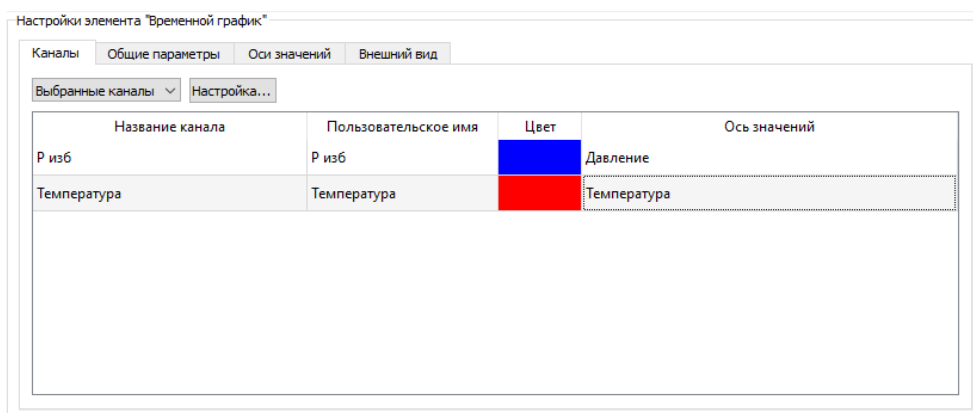 Настройки элемента "Временной график"
Каналы Общие параметры Оси значений Внешний вид
Выбранные каналы Настройка...
Название канала Пользовательское имя Цвет Ось значений
Р изб Р изб Давление
Температура Температура Температура